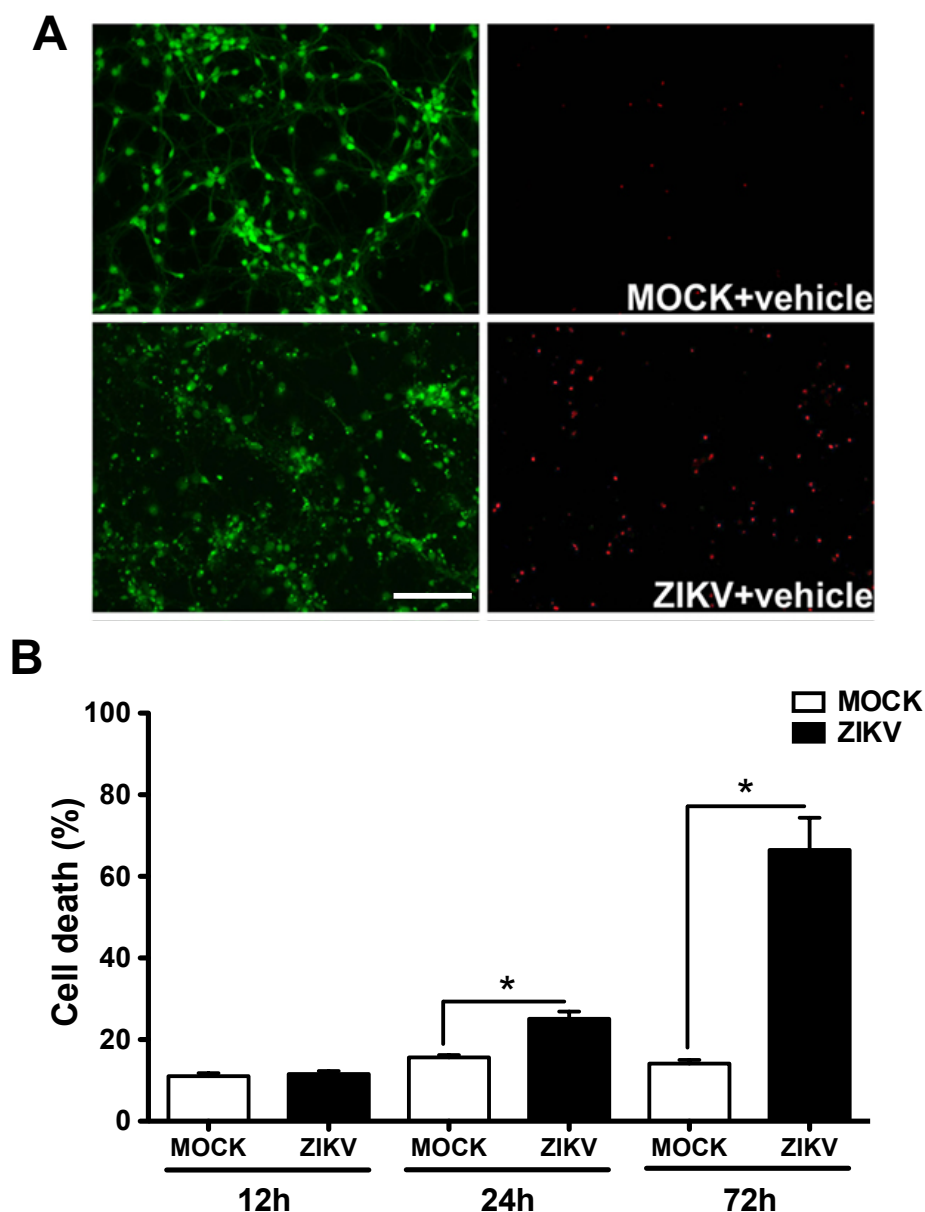 A
MOCK+vehicle
ZIKV+vehicle
B
MOCK
ZIKV
Cell death (%)
100
80
60
40
20
0
*
*
MOCK ZIKV MOCK ZIKV MOCK ZIKV
12h 24h 72h